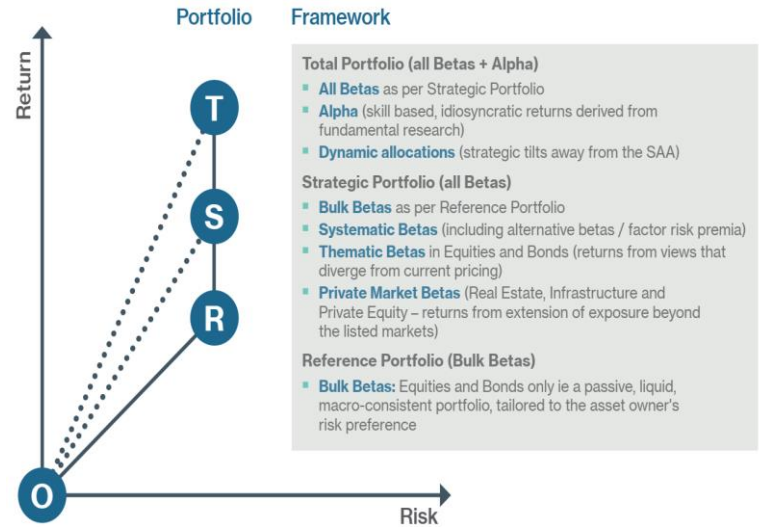 Portfolio Framework
Return
T
S
R
O
Risk
Total Portfolio (all Betas + Alpha)
All Betas as per Strategic Portfolio
Alpha (skill based, idiosyncratic returns derived from
fundamental research)
Dynamic allocations (strategic tilts away from the SAA)
Strategic Portfolio (all Betas)
Bulk Betas as per Reference Portfolio
Systematic Betas (including alternative betas / factor risk premia)
Thematic Betas in Equities and Bonds (returns from views that
diverge from current pricing)
Private Market Betas (Real Estate, Infrastructure and
Private Equity – returns from extension of exposure beyond
the listed markets)
Reference Portfolio (Bulk Betas)
Bulk Betas: Equities and Bonds only ie a passive, liquid,
macro-consistent portfolio, tailored to the asset owner's
risk preference